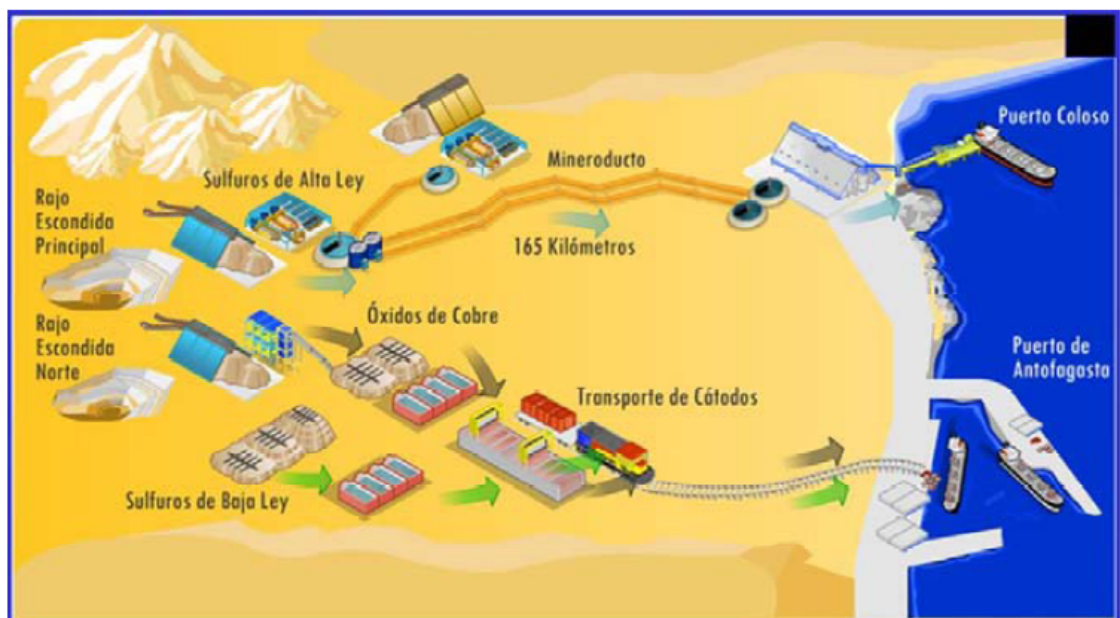 Puerto Coloso
Mineroducto
Sulfuros de Alta Ley
Rajo
Escondida
Principal
165 Kilómetros
Óxidos de Cobre
Rajo
Escondida
Norte
Puerto de
Antofagasta
Transporte de Cátodos
Sulfuros de Baja Ley